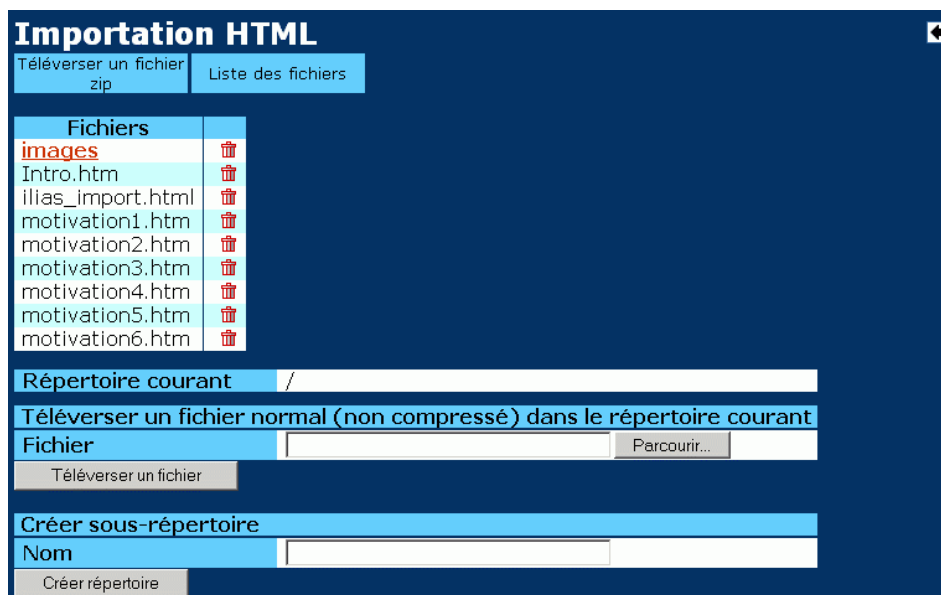 Importation HTML
Téléverser un fichier
zip
Liste des fichiers
Fichiers
images
Intro.htm
ilias_import.html
motivation1.htm
motivation2.htm
motivation3.htm
motivation4.htm
motivation5.htm
motivation6.htm
Répertoire courant /
Téléverser un fichier normal (non compressé) dans le répertoire courant
Fichier Parcourir...
Téléverser un fichier
Créer sous-répertoire
Nom
Créer répertoire